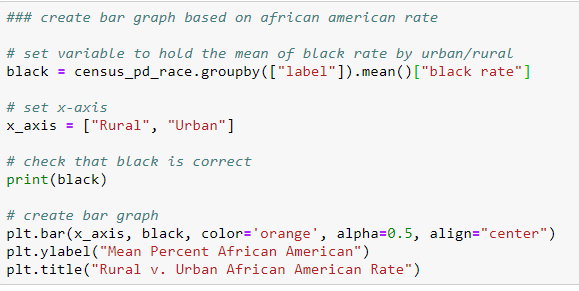 ### create bar graph based on african american rate
# set variable to hold the mean of black rate by urban/rural
black = census_pd_race.groupby(["label"]).mean()["black rate"]
# set x-axis
x_axis = ["Rural", "Urban"]
# check that black is correct
print(black)
# create bar graph
plt.bar(x_axis, black, color='orange', alpha=0.5, align="center")
plt.ylabel("Mean Percent African American")
plt.title("Rural v. Urban African American Rate")